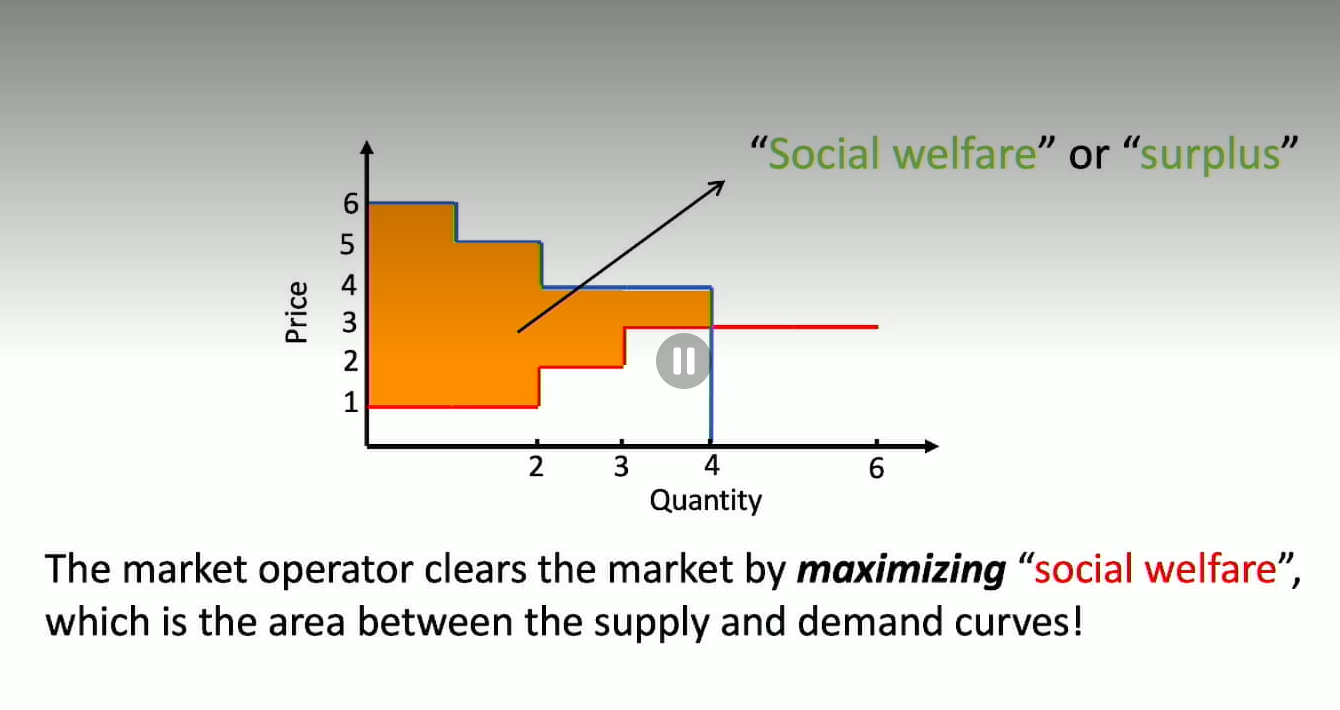 “Social welfare” or “surplus”
6
5
4
3
2
1
Price
2 3 4 6
Quantity
The market operator clears the market by maximizing “social welfare”,
which is the area between the supply and demand curves!